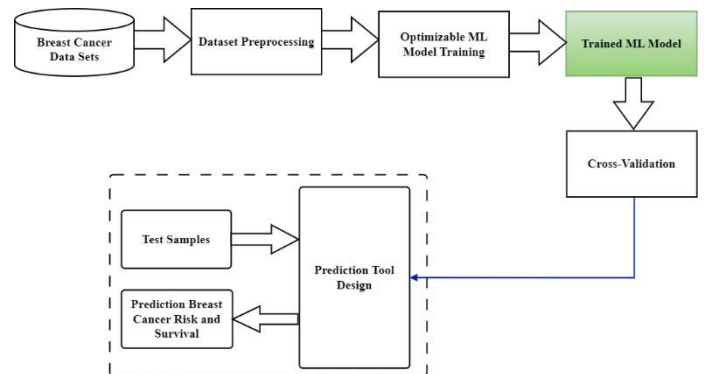 Breast Cancer
Data Sets
Dataset Preprocessing
Optimizable ML
Model Training
Trained ML Model
Cross-Validation
Test Samples
Prediction Tool
Design
Prediction Breast
Cancer Risk and
Survival